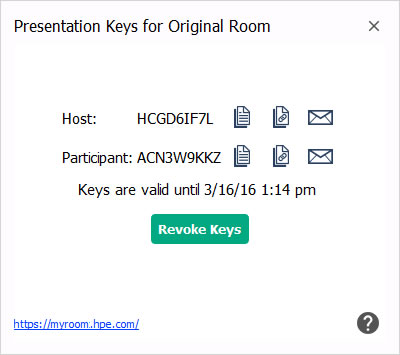 Presentation Keys for Original Room
Host: HCGD6IF7L
Participant: ACN3W9KKZ
Keys are valid until 3/16/16 1:14 pm
Revoke Keys
https://myroom.hpe.com/
?